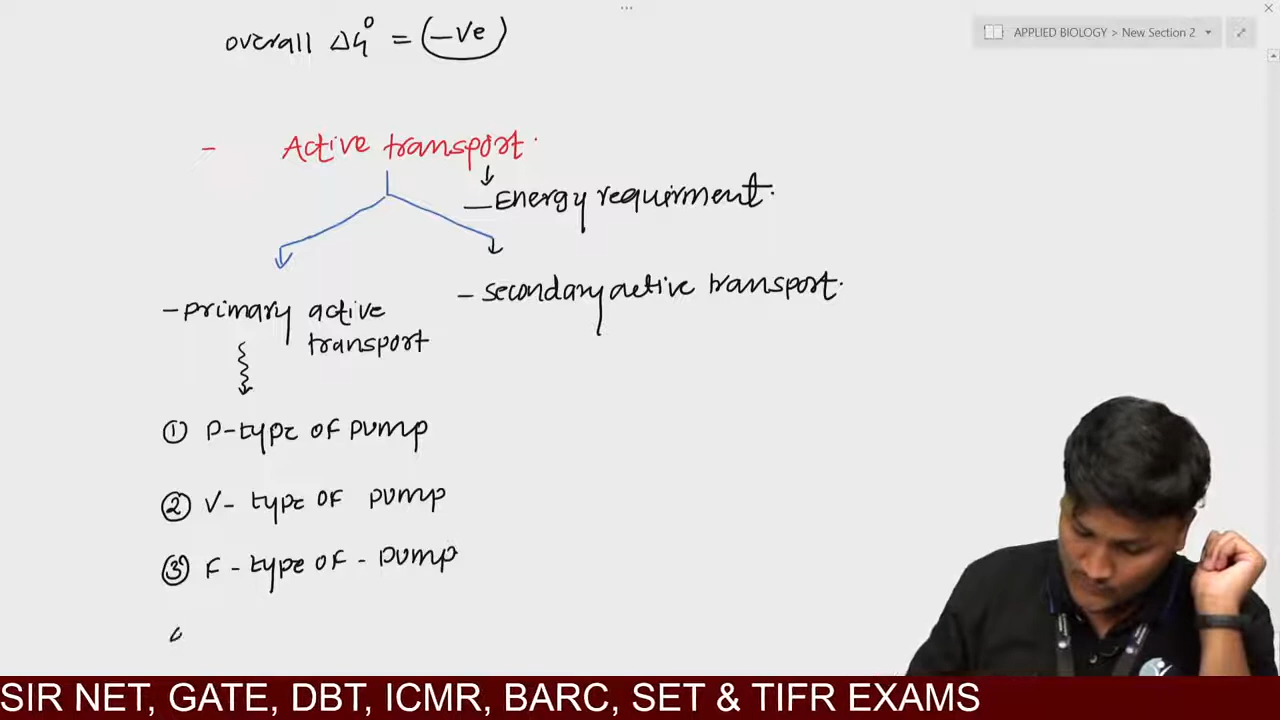 overall ΔG° = (-ve)
APPLIED BIOLOGY > New Section 2
- Active transport.
- Energy requirment.
- secondary active transport.
- primary active
transport
① P-type of pump
② V- type of pump
③ F - type of - pump
SIR NET, GATE, DBT, ICMR, BARC, SET & TIFR EXAMS